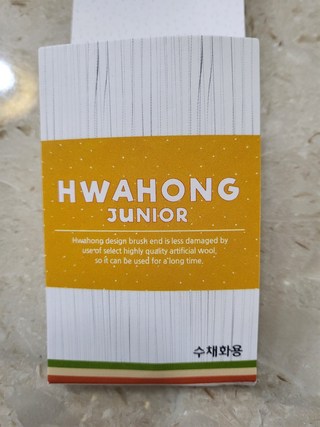 HWAHONG
JUNIOR
Hwahong design brusk end is less damaged by
use of select highly quality artificial wool,
so it can be used for a long time.
수채화용